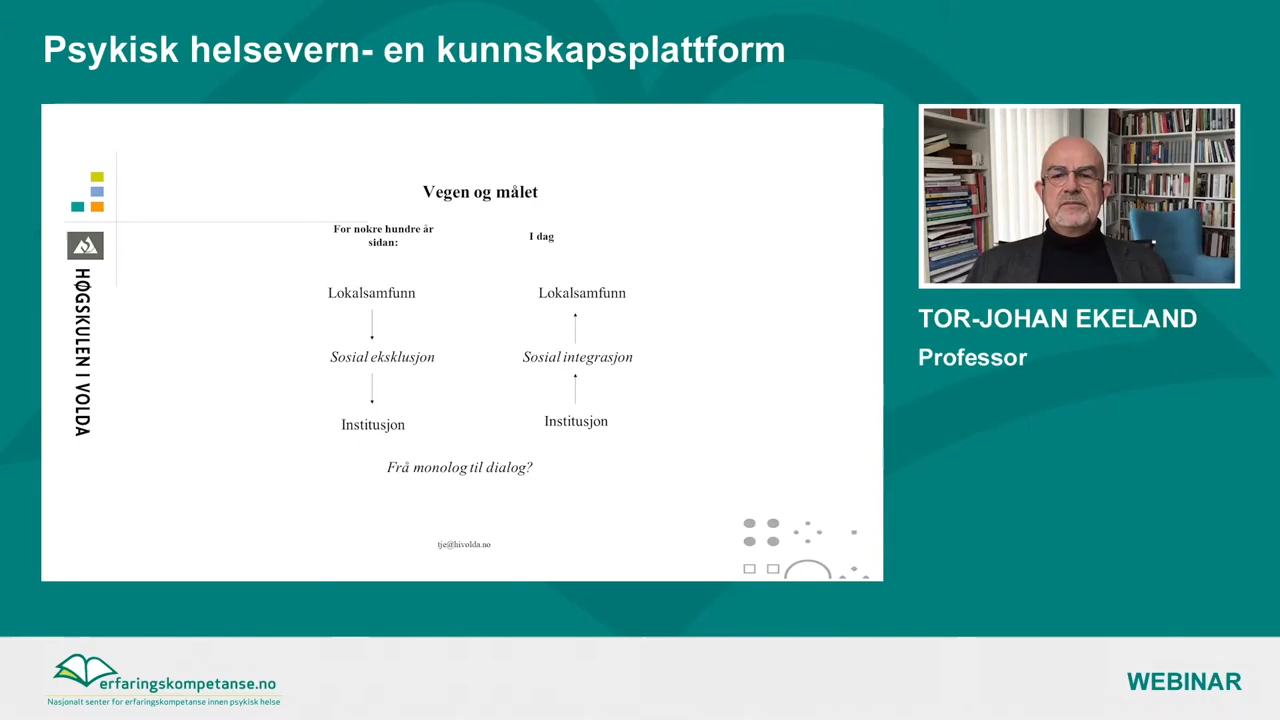 Psykisk helsevern- en kunnskapsplattform
HØGSKULEN I VOLDA
Vegen og målet
For nokre hundre år
sidan:
I dag
Lokalsamfunn
Lokalsamfunn
Sosial eksklusjon
Sosial integrasjon
Institusjon
Institusjon
Frå monolog til dialog?
tje@hivolda.no
TOR-JOHAN EKELAND
Professor
erfaringskompetanse.no
Nasjonalt senter for erfaringskompetanse innen psykisk helse
WEBINAR